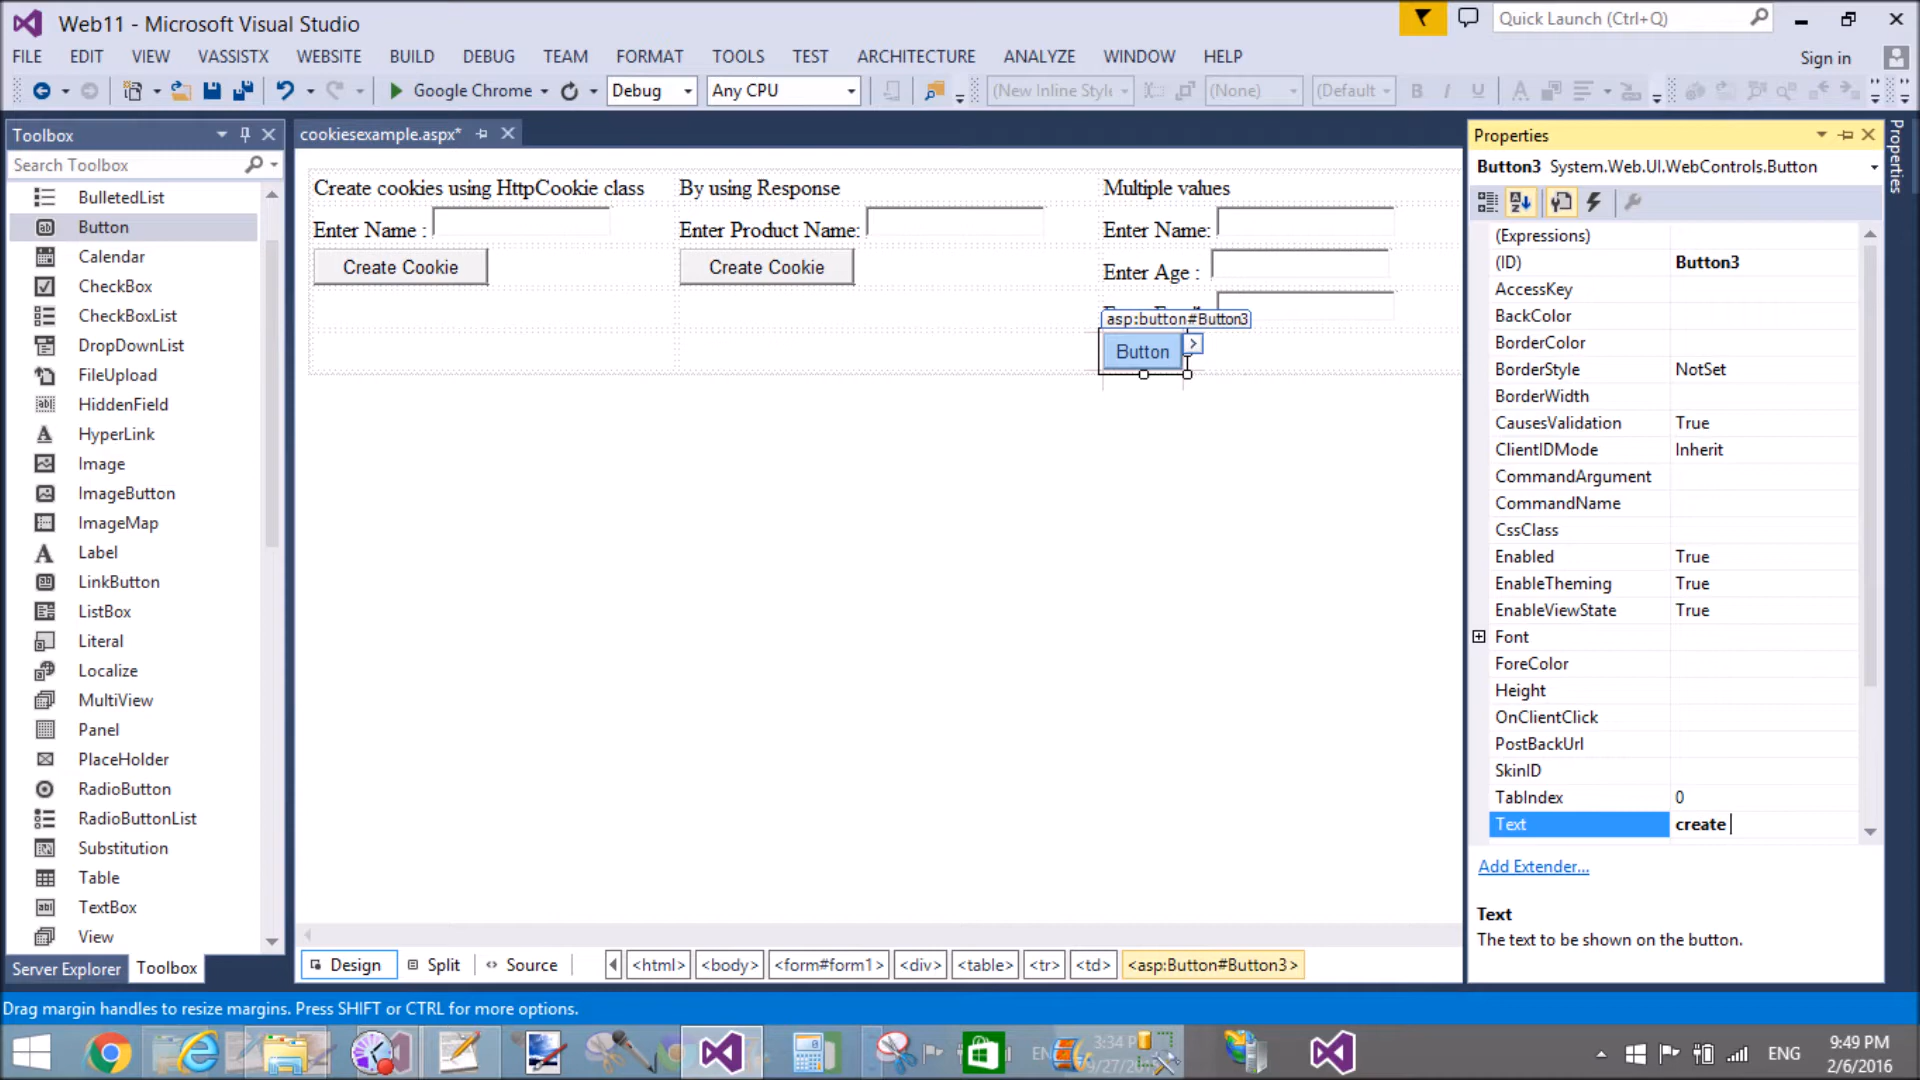 Web11 - Microsoft Visual Studio
Quick Launch (Ctrl+Q)
FILE EDIT VIEW VASSISTX WEBSITE BUILD DEBUG TEAM FORMAT TOOLS TEST ARCHITECTURE ANALYZE WINDOW HELP
Sign in
Google Chrome Debug Any CPU (New Inline Style (None) (Default B I U
Toolbox
Search Toolbox
BulletedList
Button
Calendar
CheckBox
CheckBoxList
DropDownList
FileUpload
HiddenField
HyperLink
Image
ImageButton
ImageMap
Label
LinkButton
ListBox
Literal
Localize
MultiView
Panel
PlaceHolder
RadioButton
RadioButtonList
Substitution
Table
TextBox
View
Server Explorer Toolbox
cookiesexample.aspx*
Create cookies using HttpCookie class By using Response Multiple values
Enter Name : Enter Product Name: Enter Name:
Create Cookie Create Cookie Enter Age :
asp:button#Button3
Button
Design Split Source <html> <body> <form#form1> <div> <table> <tr> <td> <asp:Button#Button3>
Properties
Button3 System.Web.UI.WebControls.Button
(Expressions)
(ID) Button3
AccessKey
BackColor
BorderColor
BorderStyle NotSet
BorderWidth
CausesValidation True
ClientIDMode Inherit
CommandArgument
CommandName
CssClass
Enabled True
EnableTheming True
EnableViewState True
Font
ForeColor
Height
OnClientClick
PostBackUrl
SkinID
TabIndex 0
Text create
Add Extender...
Text
The text to be shown on the button.
Properties
Drag margin handles to resize margins. Press SHIFT or CTRL for more options.
3:34 PM
ENG 9:49 PM
2/6/2016